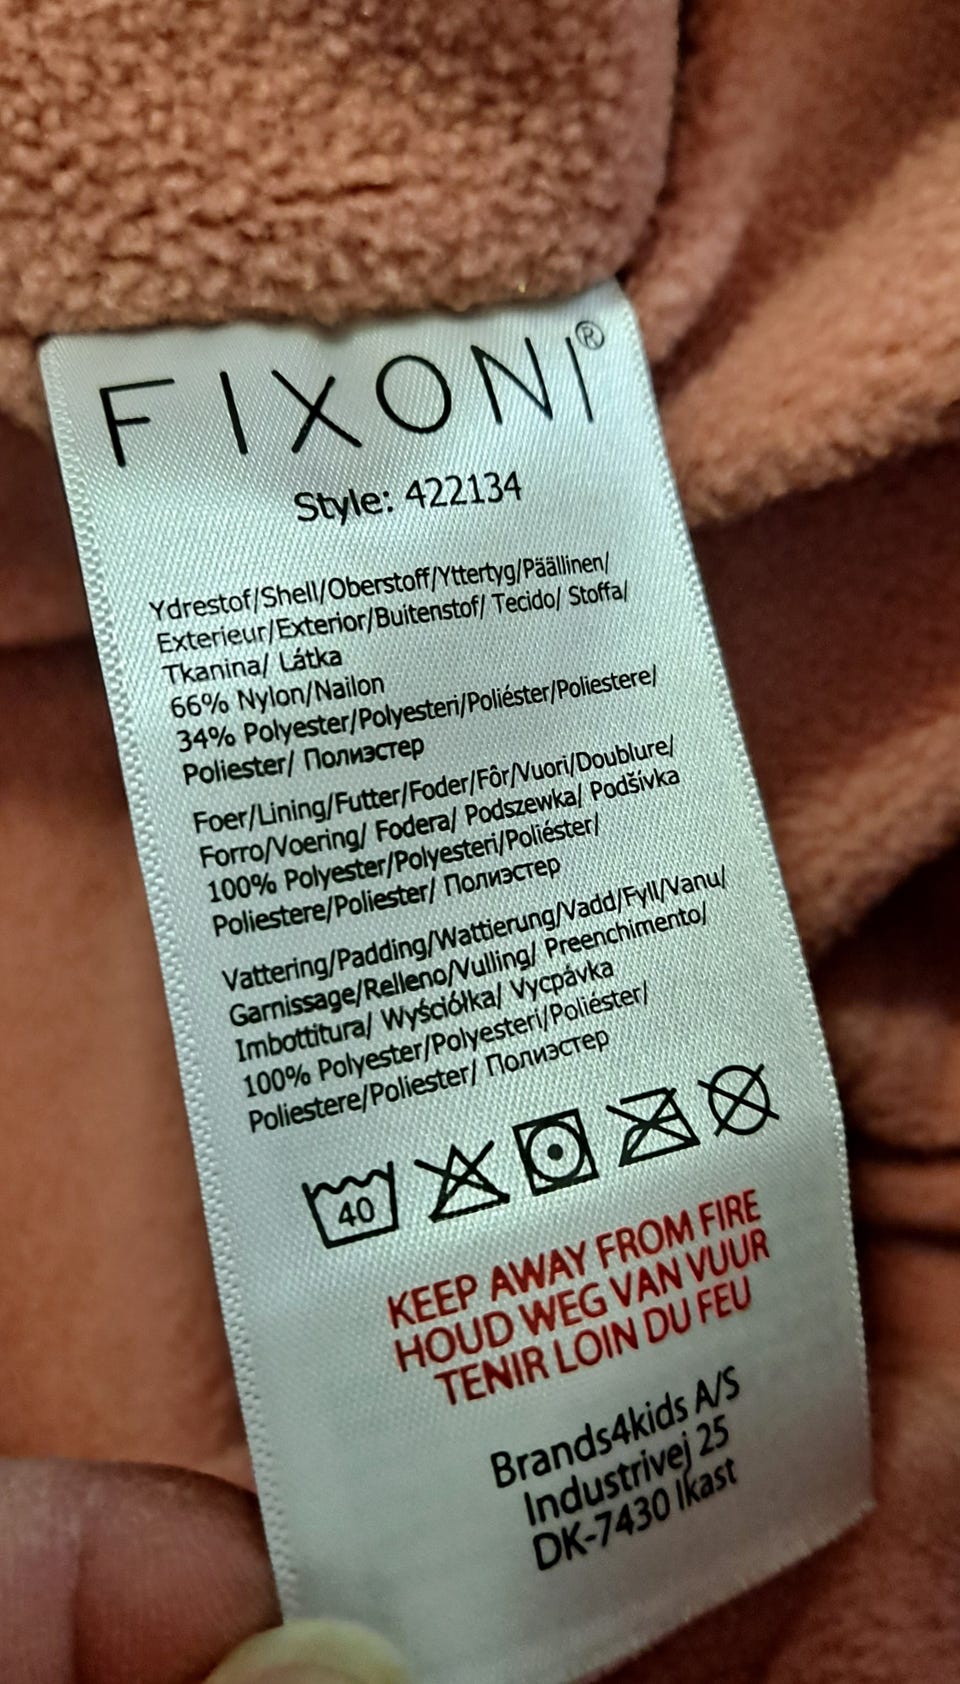 FIXONI®
Style: 422134
Ydrestof/Shell/Oberstoff/Yttertyg/Päällinen/
Exterieur/Exterior/Buitenstof/ Tecido/ Stoffa/
Tkanina/ Látka
66% Nylon/Nailon
34% Polyester/Polyesteri/Poliéster/Poliestere/
Poliester/ Полиэстер
Foer/Lining/Futter/Foder/Fôr/Vuori/Doublure/
Forro/Voering/ Fodera/ Podszewka/ Podšívka
100% Polyester/Polyesteri/Poliéster/
Poliestere/Poliester/ Полиэстер
Vattering/Padding/Wattierung/Vadd/Fyll/Vanu/
Garnissage/Relleno/Vulling/ Preenchimento/
Imbottitura/ Wyściółka/ Vycpávka
100% Polyester/Polyesteri/Poliéster/
Poliestere/Poliester/ Полиэстер
40
KEEP AWAY FROM FIRE
HOUD WEG VAN VUUR
TENIR LOIN DU FEU
Brands4kids A/S
Industrivej 25
DK-7430 Ikast